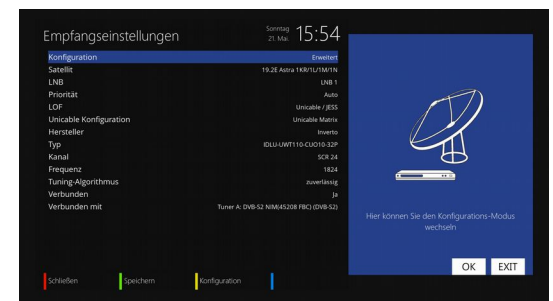 Empfangseinstellungen
Sonntag
21. Mai.
15:54
Konfiguration Erweitert
Satellit 19.2E Astra 1KR/1L/1M/1N
LNB LNB 1
Priorität Auto
LOF Unicable / JESS
Unicable Konfiguration Unicable Matrix
Hersteller Inverto
Typ IDLU-UWT110-CUO10-32P
Kanal SCR 24
Frequenz 1824
Tuning-Algorithmus zuverlässig
Verbunden Ja
Verbunden mit Tuner A: DVB-S2 NIM(45208 FBC) (DVB-S2)
Hier können Sie den Konfigurations-Modus
wechseln
OK EXIT
Schließen Speichern Konfiguration